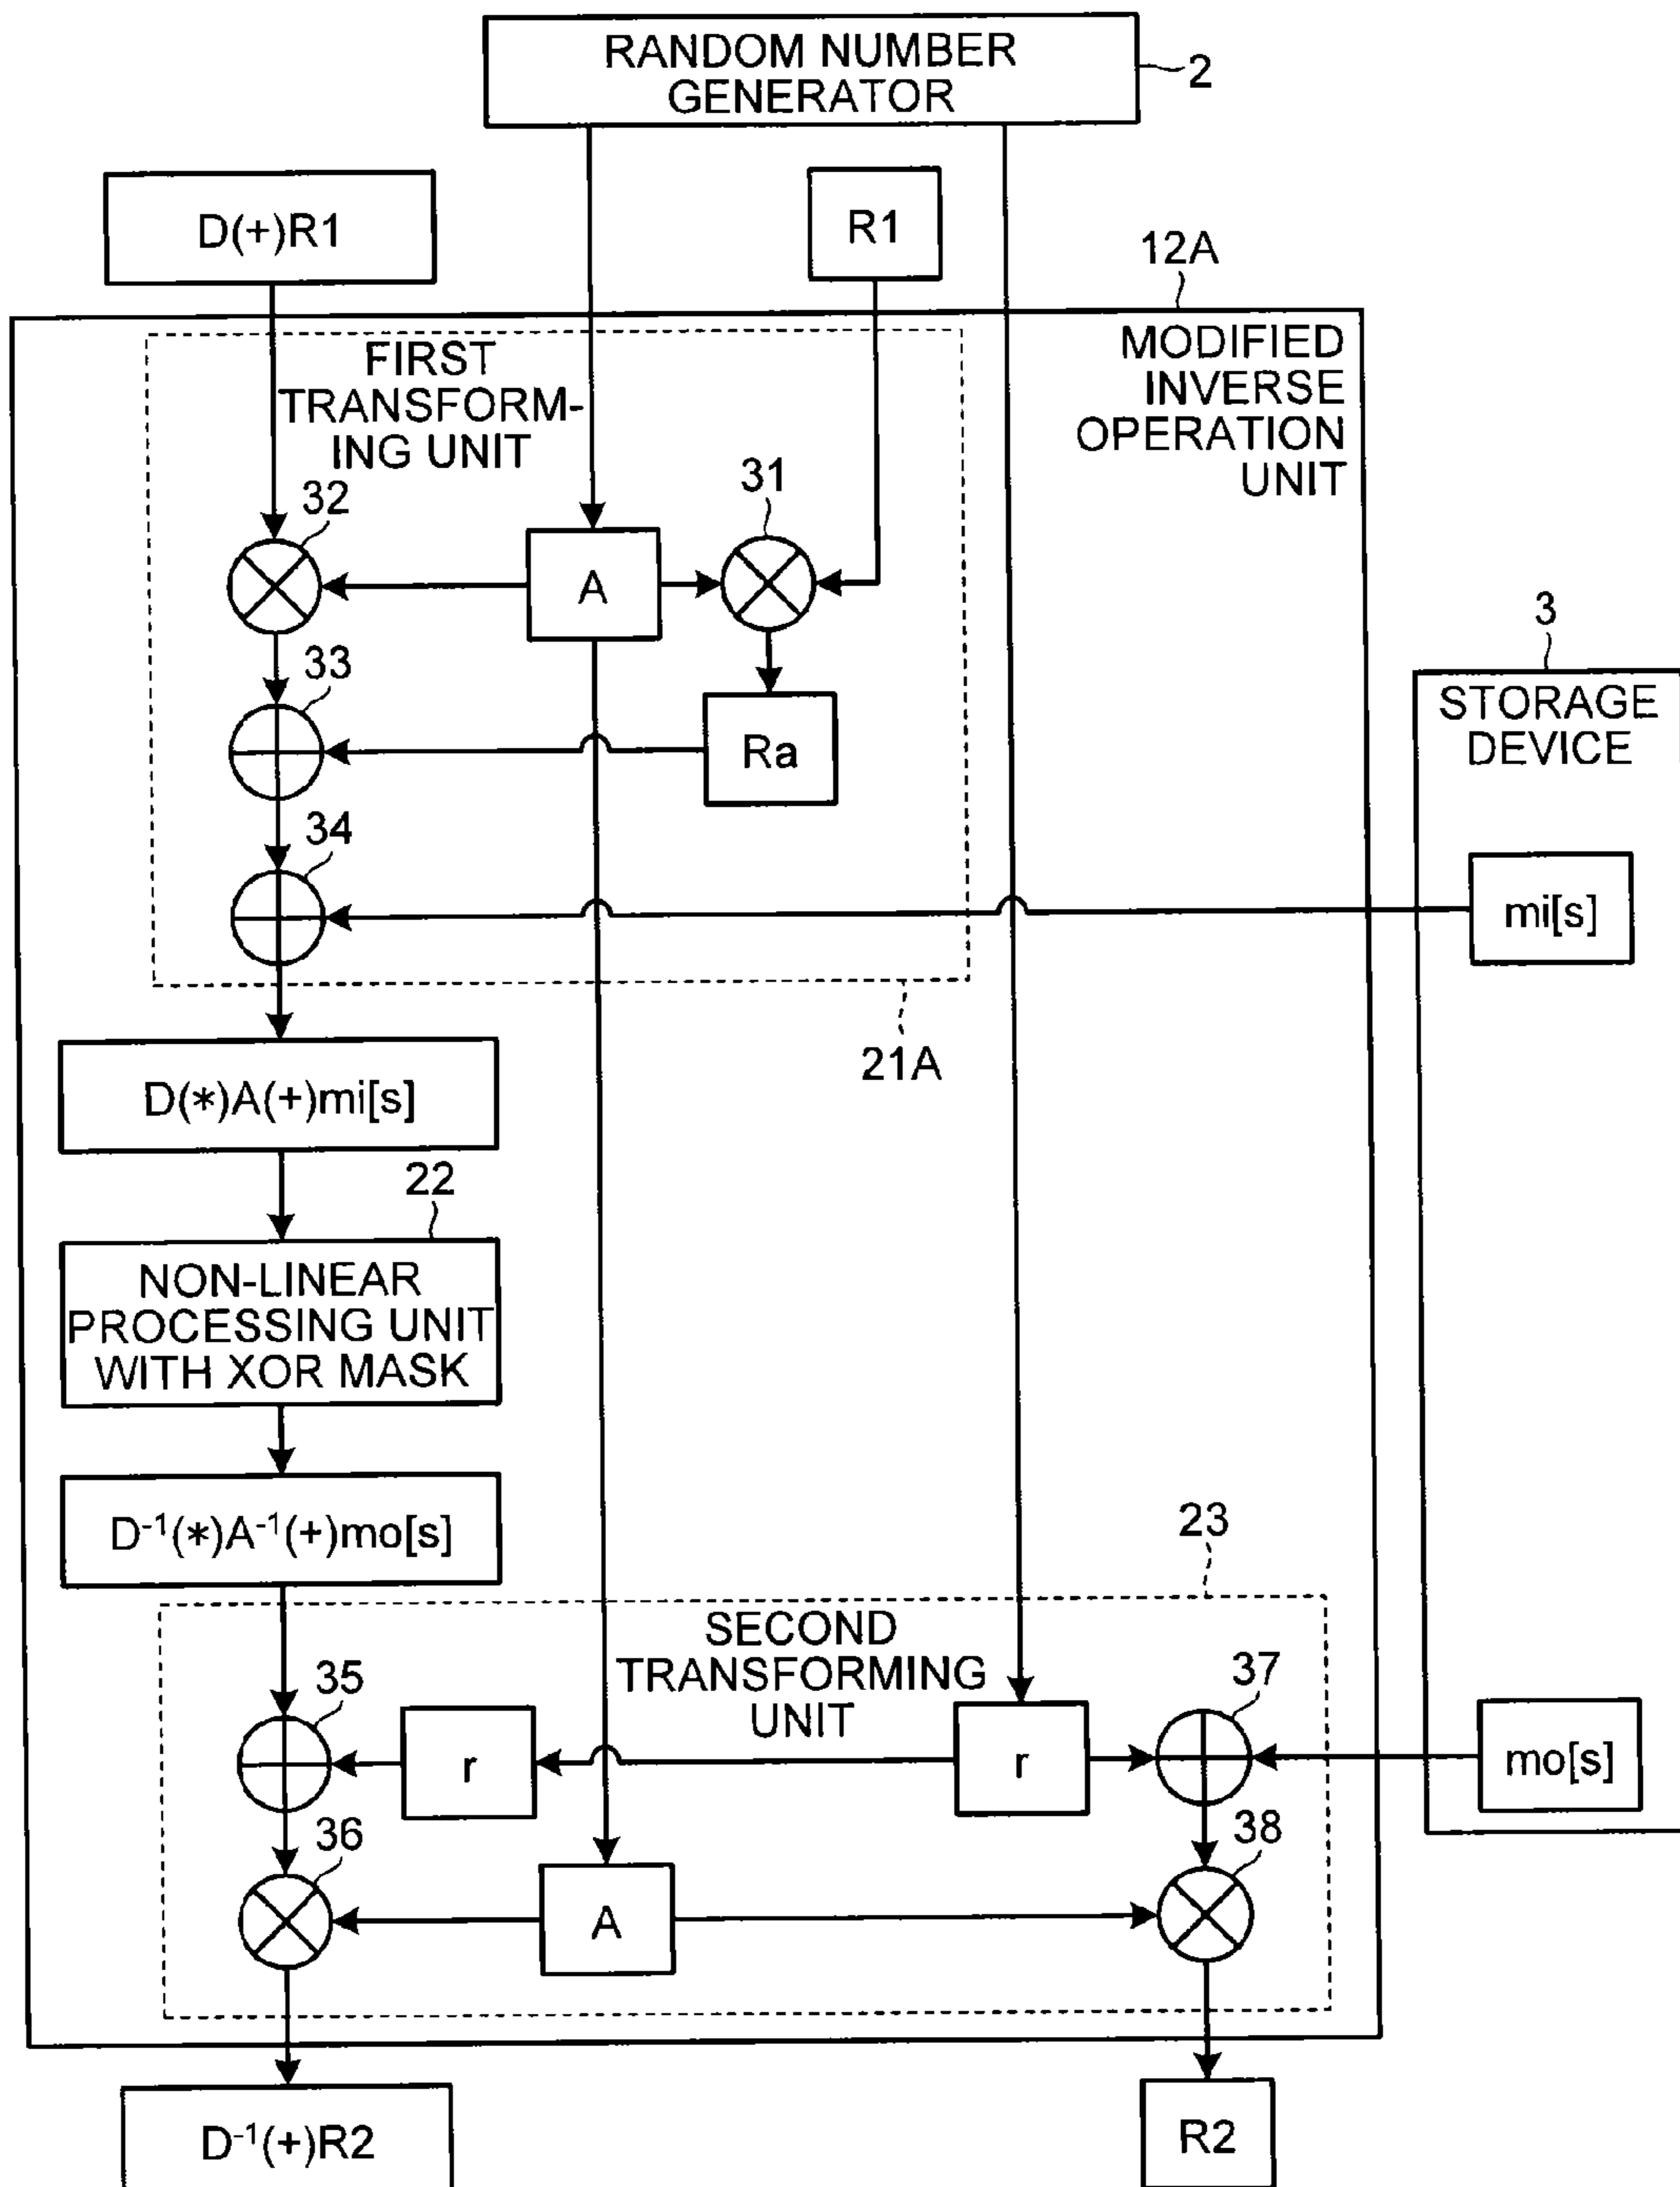 RANDOM NUMBER
GENERATOR
2
D(+)R1
R1
12A
FIRST
TRANSFORM-
ING UNIT
MODIFIED
INVERSE
OPERATION
UNIT
32
31
A
3
STORAGE
DEVICE
33
Ra
34
mi[s]
21A
D(*)A(+)mi[s]
22
NON-LINEAR
PROCESSING UNIT
WITH XOR MASK
D⁻¹(*)A⁻¹(+)mo[s]
23
SECOND
TRANSFORMING
UNIT
35
37
r
r
mo[s]
36
38
A
D⁻¹(+)R2
R2